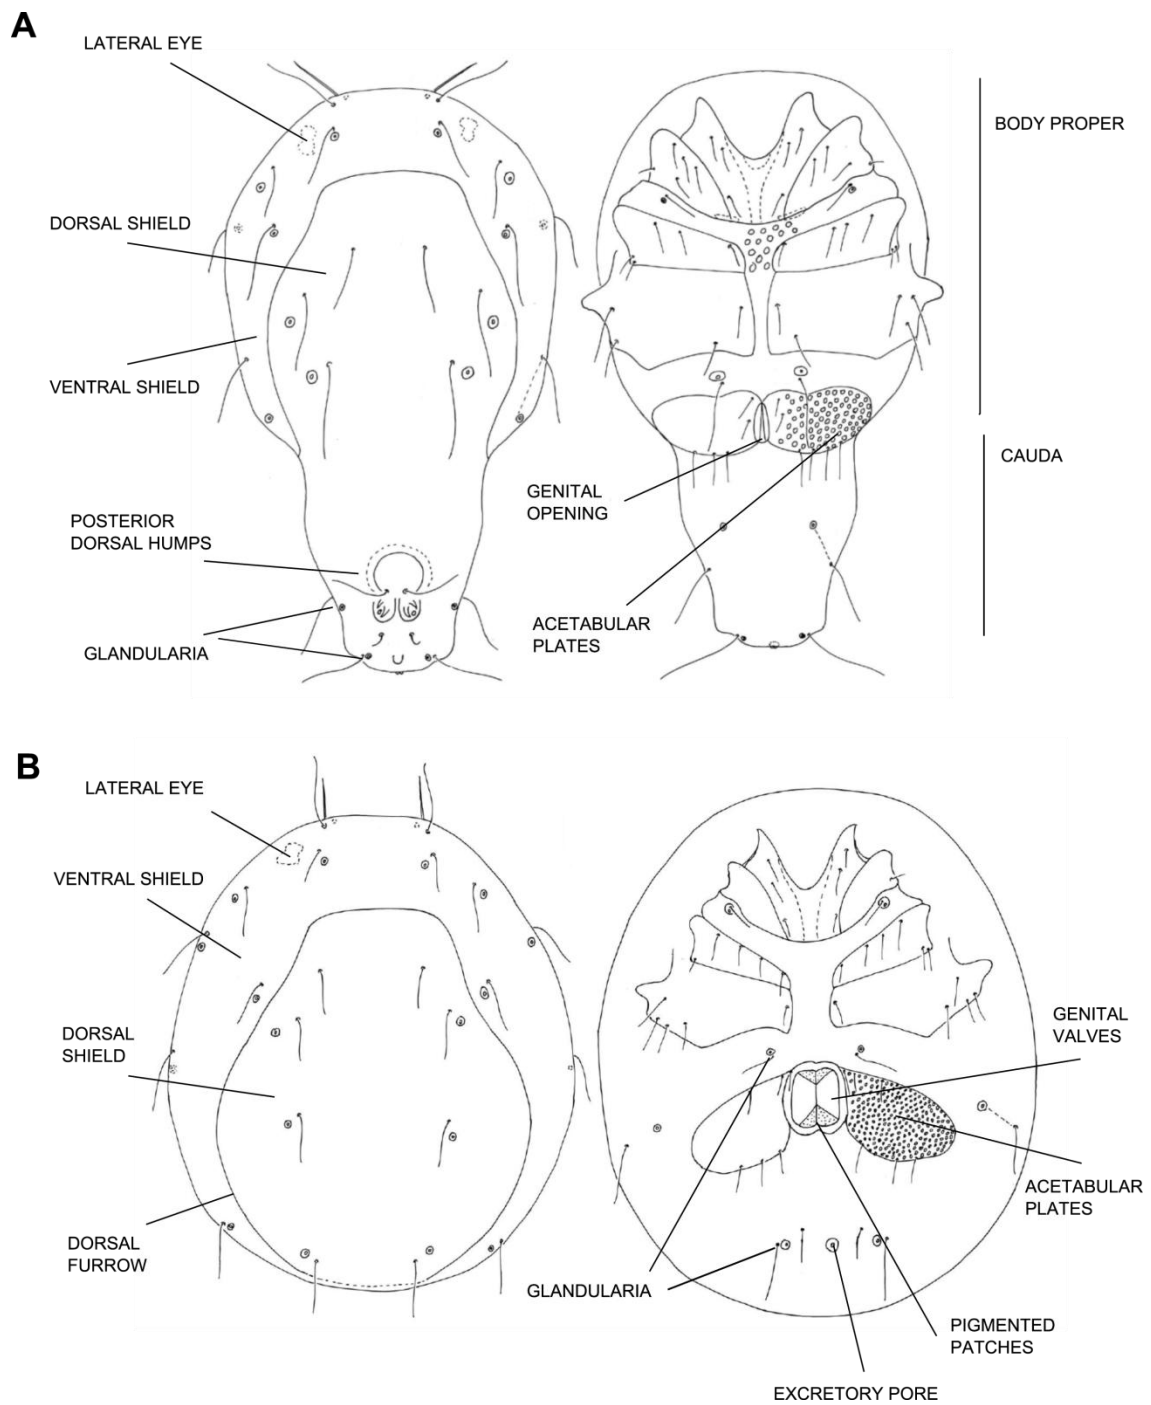 A
LATERAL EYE
BODY PROPER
DORSAL SHIELD
VENTRAL SHIELD
CAUDA
GENITAL
OPENING
POSTERIOR
DORSAL HUMPS
ACETABULAR
PLATES
GLANDULARIA
B
LATERAL EYE
VENTRAL SHIELD
GENITAL
VALVES
DORSAL
SHIELD
ACETABULAR
PLATES
DORSAL
FURROW
GLANDULARIA
PIGMENTED
PATCHES
EXCRETORY PORE